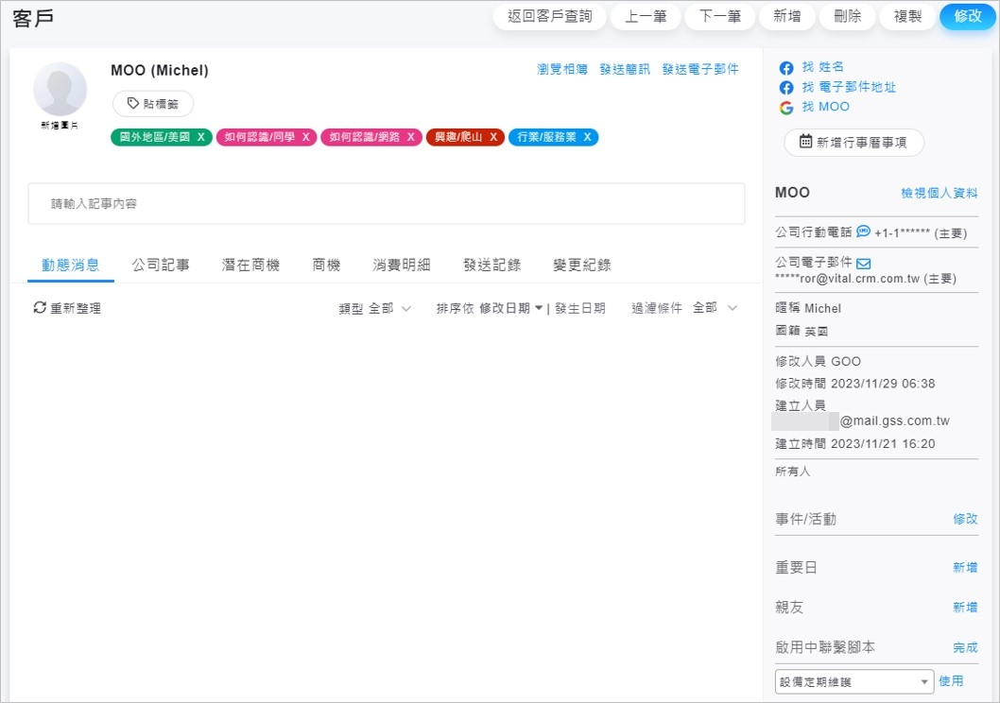 客戶
返回客戶查詢 上一筆 下一筆 新增 刪除 複製 修改
MOO (Michel)
瀏覽相簿 發送簡訊 發送電子郵件
貼標籤
新增圖片
國外地區/美國 X 如何認識/同學 X 如何認識/網路 X 興趣/爬山 X 行業/服務業 X
請輸入記事內容
動態消息 公司記事 潛在商機 商機 消費明細 發送記錄 變更紀錄
重新整理 類型 全部 排序依 修改日期 | 發生日期 過濾條件 全部
找 姓名
找 電子郵件地址
找 MOO
新增行事曆事項
MOO 檢視個人資料
公司行動電話 +1-1****** (主要)
公司電子郵件
*****ror@vital.crm.com.tw (主要)
暱稱 Michel
國籍 英國
修改人員 GOO
修改時間 2023/11/29 06:38
建立人員
@mail.gss.com.tw
建立時間 2023/11/21 16:20
所有人
事件/活動 修改
重要日 新增
親友 新增
啟用中聯繫腳本 完成
設備定期維護 使用